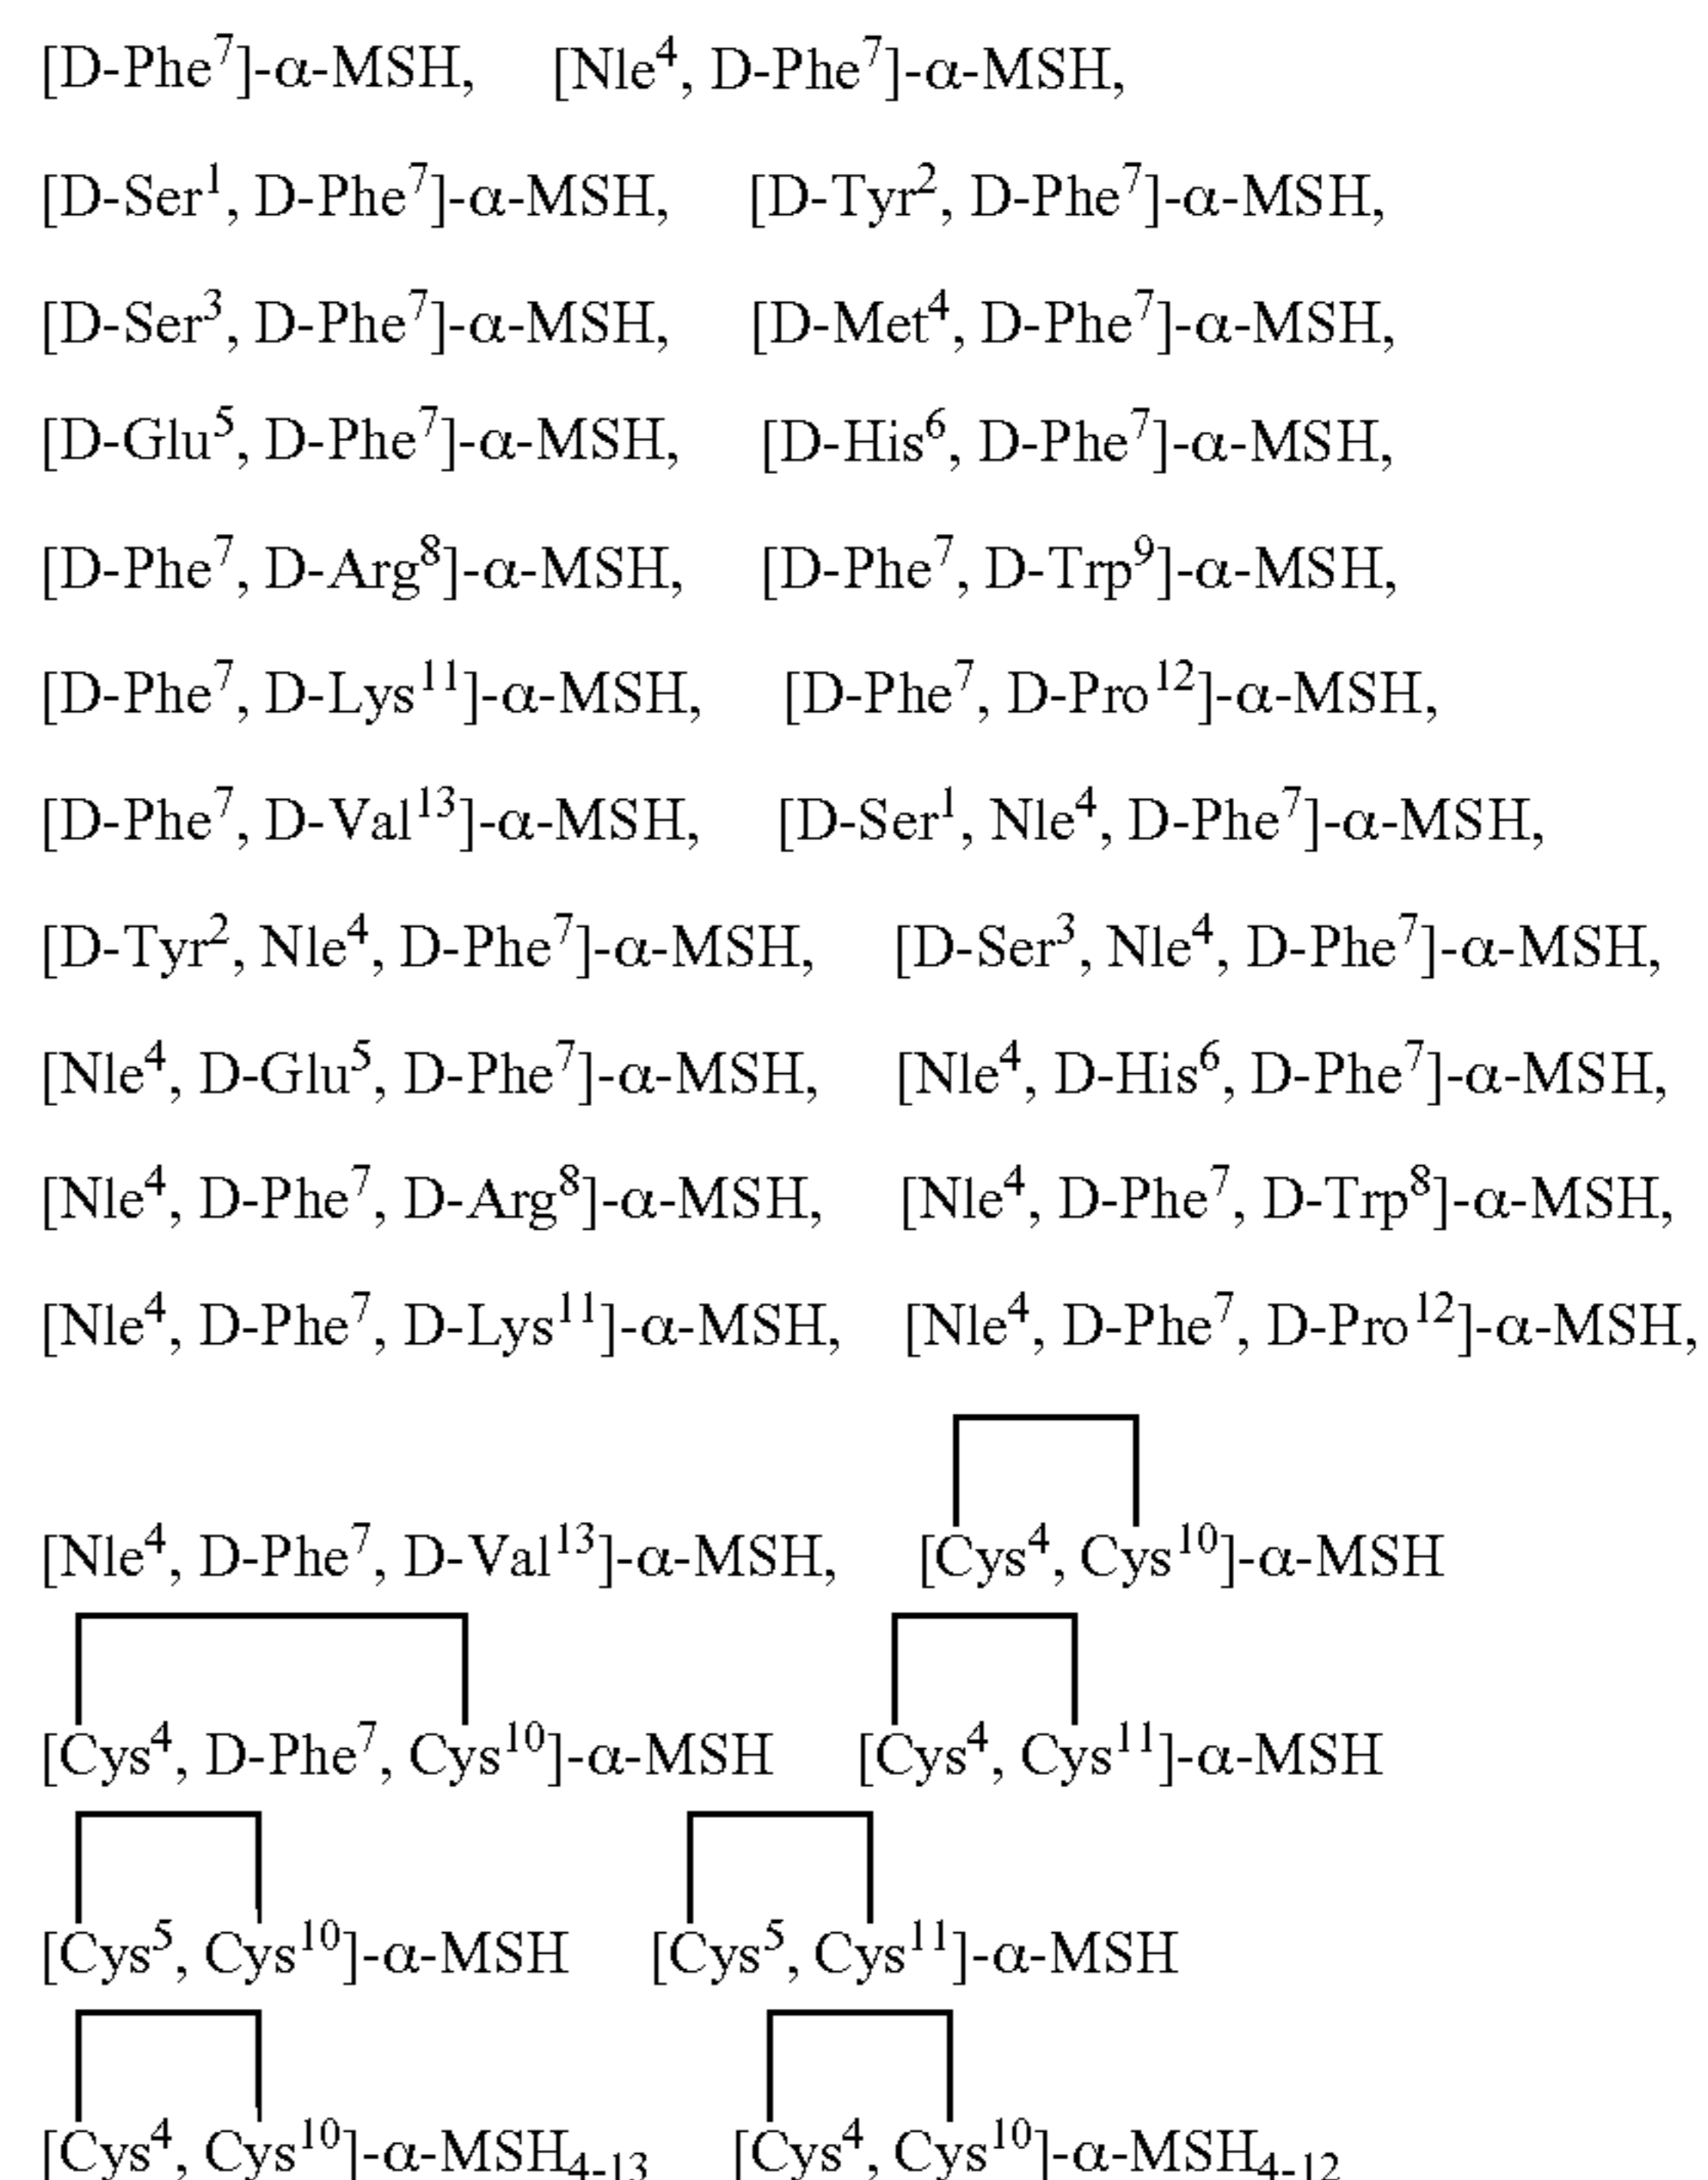 [D-Phe⁷]-α-MSH, [Nle⁴, D-Phe⁷]-α-MSH,
[D-Ser¹, D-Phe⁷]-α-MSH, [D-Tyr², D-Phe⁷]-α-MSH,
[D-Ser³, D-Phe⁷]-α-MSH, [D-Met⁴, D-Phe⁷]-α-MSH,
[D-Glu⁵, D-Phe⁷]-α-MSH, [D-His⁶, D-Phe⁷]-α-MSH,
[D-Phe⁷, D-Arg⁸]-α-MSH, [D-Phe⁷, D-Trp⁹]-α-MSH,
[D-Phe⁷, D-Lys¹¹]-α-MSH, [D-Phe⁷, D-Pro¹²]-α-MSH,
[D-Phe⁷, D-Val¹³]-α-MSH, [D-Ser¹, Nle⁴, D-Phe⁷]-α-MSH,
[D-Tyr², Nle⁴, D-Phe⁷]-α-MSH, [D-Ser³, Nle⁴, D-Phe⁷]-α-MSH,
[Nle⁴, D-Glu⁵, D-Phe⁷]-α-MSH, [Nle⁴, D-His⁶, D-Phe⁷]-α-MSH,
[Nle⁴, D-Phe⁷, D-Arg⁸]-α-MSH, [Nle⁴, D-Phe⁷, D-Trp⁸]-α-MSH,
[Nle⁴, D-Phe⁷, D-Lys¹¹]-α-MSH, [Nle⁴, D-Phe⁷, D-Pro¹²]-α-MSH,
[Nle⁴, D-Phe⁷, D-Val¹³]-α-MSH, [Cys⁴, Cys¹⁰]-α-MSH
[Cys⁴, D-Phe⁷, Cys¹⁰]-α-MSH [Cys⁴, Cys¹¹]-α-MSH
[Cys⁵, Cys¹⁰]-α-MSH [Cys⁵, Cys¹¹]-α-MSH
[Cys⁴, Cys¹⁰]-α-MSH₄₋₁₃ [Cys⁴, Cys¹⁰]-α-MSH₄₋₁₂